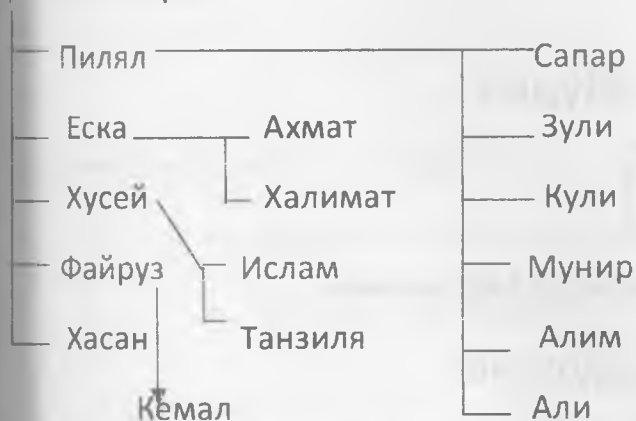 Пилял Сапар
Еска Ахмат Зули
Хусей Халимат Кули
Файруз Ислам Мунир
Хасан Танзиля Алим
Кемал Али